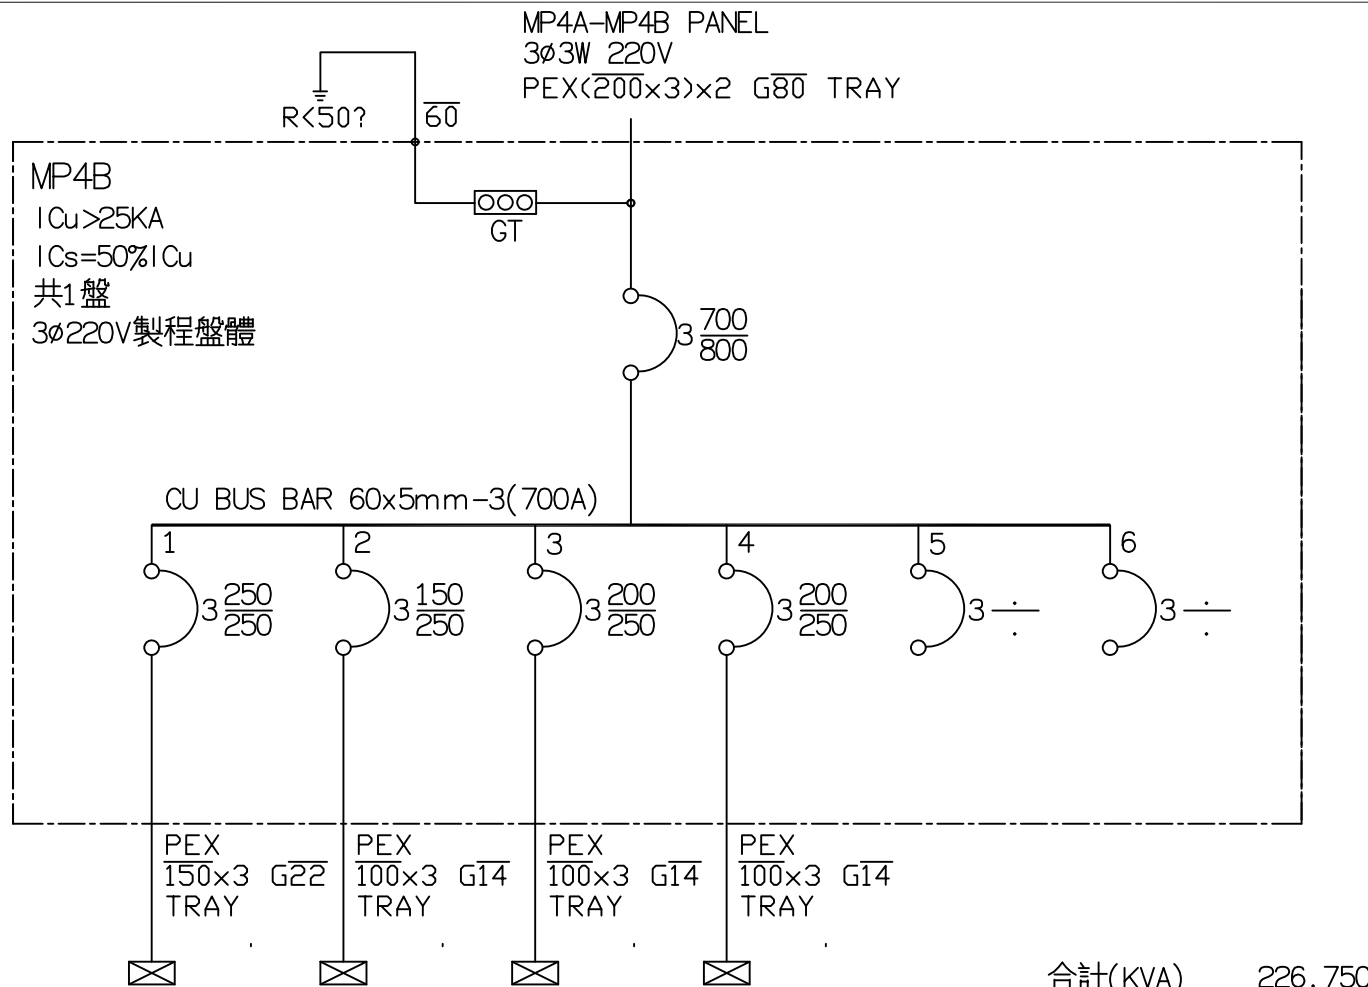 MP4A-MP4B PANEL
3ø3W 220V
PEX(200x3)x2 G80 TRAY
R<50?
60
MP4B
ICu>25KA
ICs=50%ICu
共1盤
3ø220V製程盤體
GT
3 700
800
CU BUS BAR 60x5mm-3(700A)
1 2 3 4 5 6
3 250 3 150 3 200 3 200 3 3
250 250 250 250
PEX PEX PEX PEX
150x3 G22 100x3 G14 100x3 G14 100x3 G14
TRAY TRAY TRAY TRAY
合計(KVA) 226.750